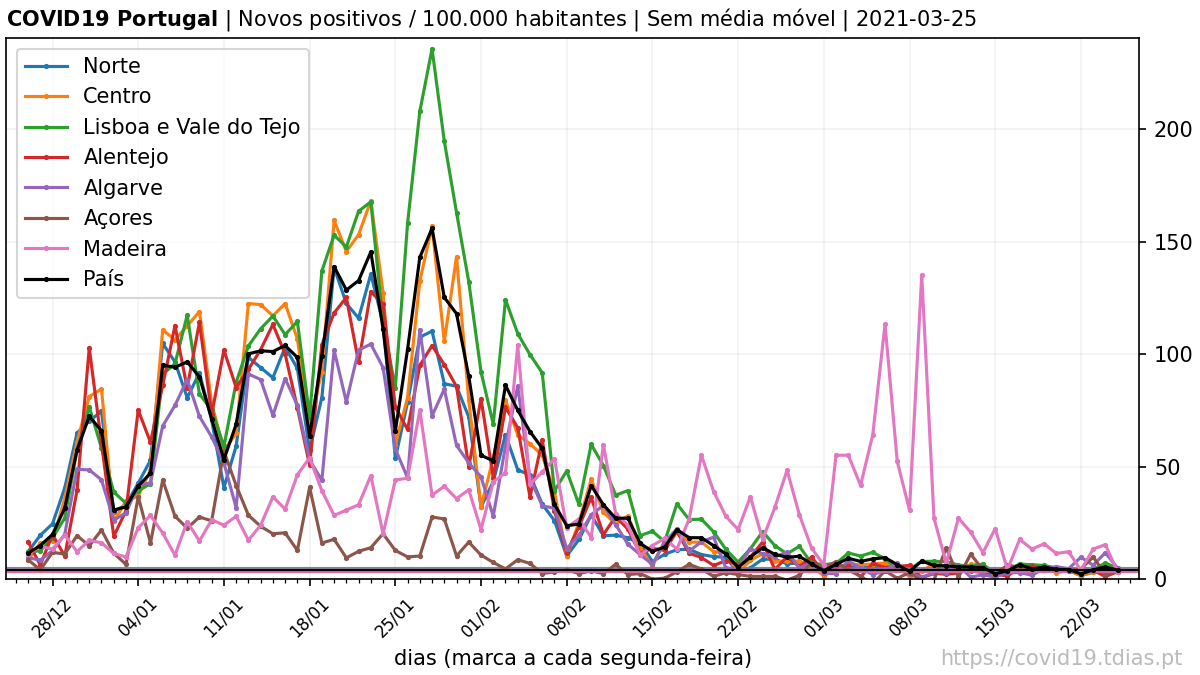 COVID19 Portugal | Novos positivos / 100.000 habitantes | Sem média móvel | 2021-03-25
Norte
Centro
Lisboa e Vale do Tejo
Alentejo
Algarve
Açores
Madeira
País
200
150
100
50
0
28/12 04/01 11/01 18/01 25/01 01/02 08/02 15/02 22/02 01/03 08/03 15/03 22/03
dias (marca a cada segunda-feira)
https://covid19.tdias.pt